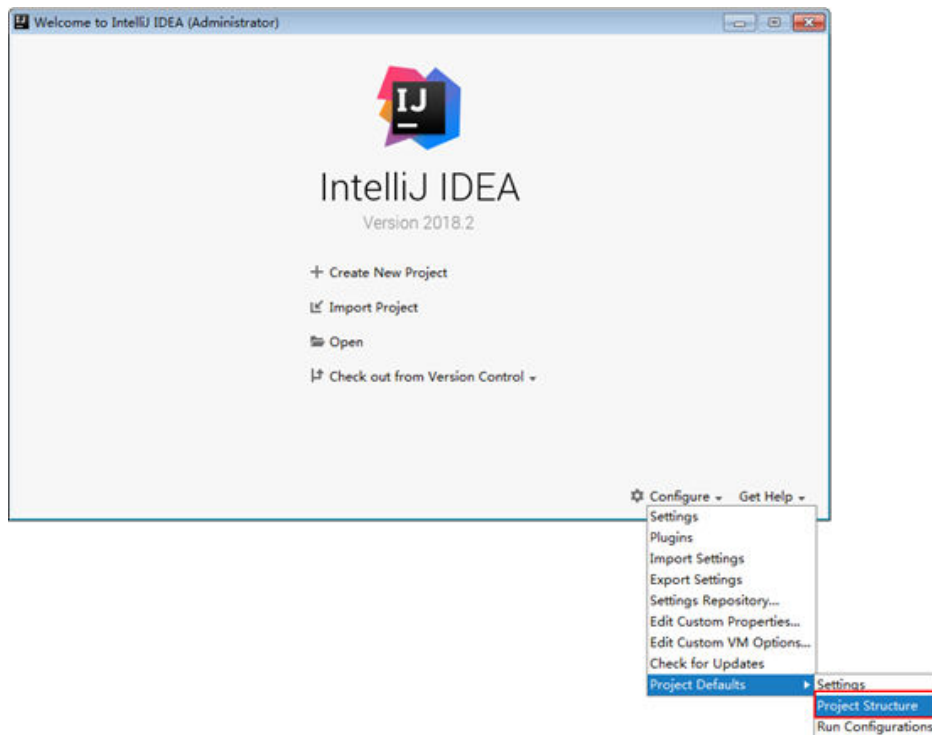 Welcome to IntelliJ IDEA (Administrator)
IJ
IntelliJ IDEA
Version 2018.2
Create New Project
Import Project
Open
Check out from Version Control
Configure Get Help
Settings
Plugins
Import Settings
Export Settings
Settings Repository...
Edit Custom Properties...
Edit Custom VM Options...
Check for Updates
Project Defaults
Settings
Project Structure
Run Configurations